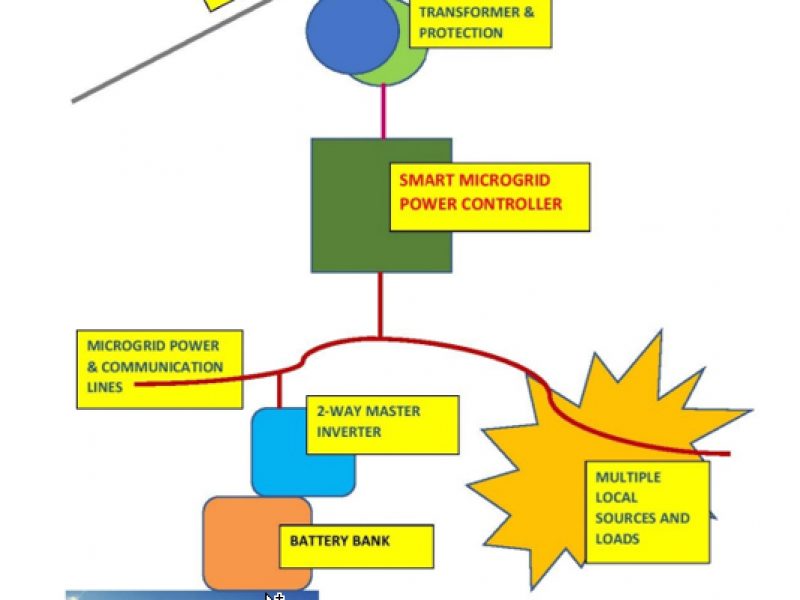 TRANSFORMER &
PROTECTION
SMART MICROGRID
POWER CONTROLLER
MICROGRID POWER
& COMMUNICATION
LINES
2-WAY MASTER
INVERTER
MULTIPLE
LOCAL
SOURCES AND
LOADS
BATTERY BANK